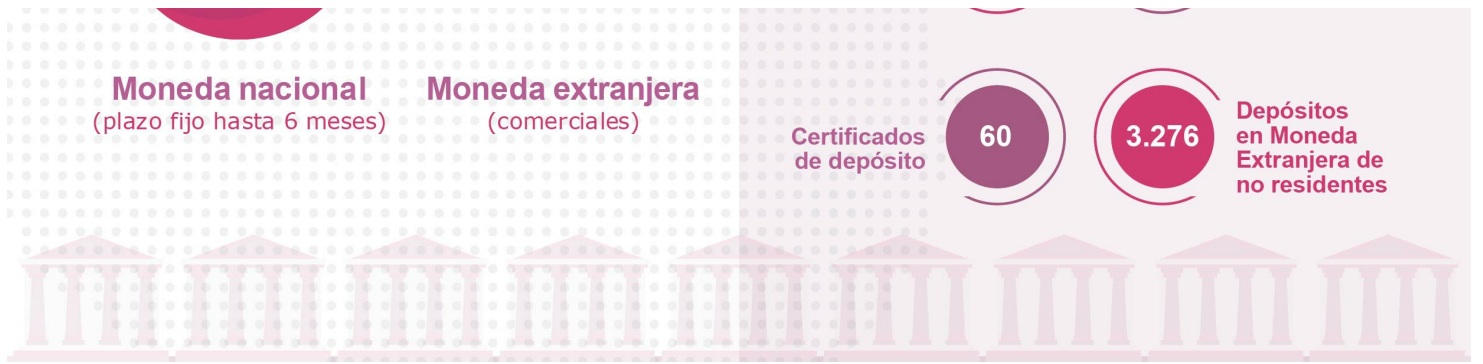 Moneda nacional
(plazo fijo hasta 6 meses)
Moneda extranjera
(comerciales)
Certificados
de depósito
60
3.276
Depósitos
en Moneda
Extranjera de
no residentes